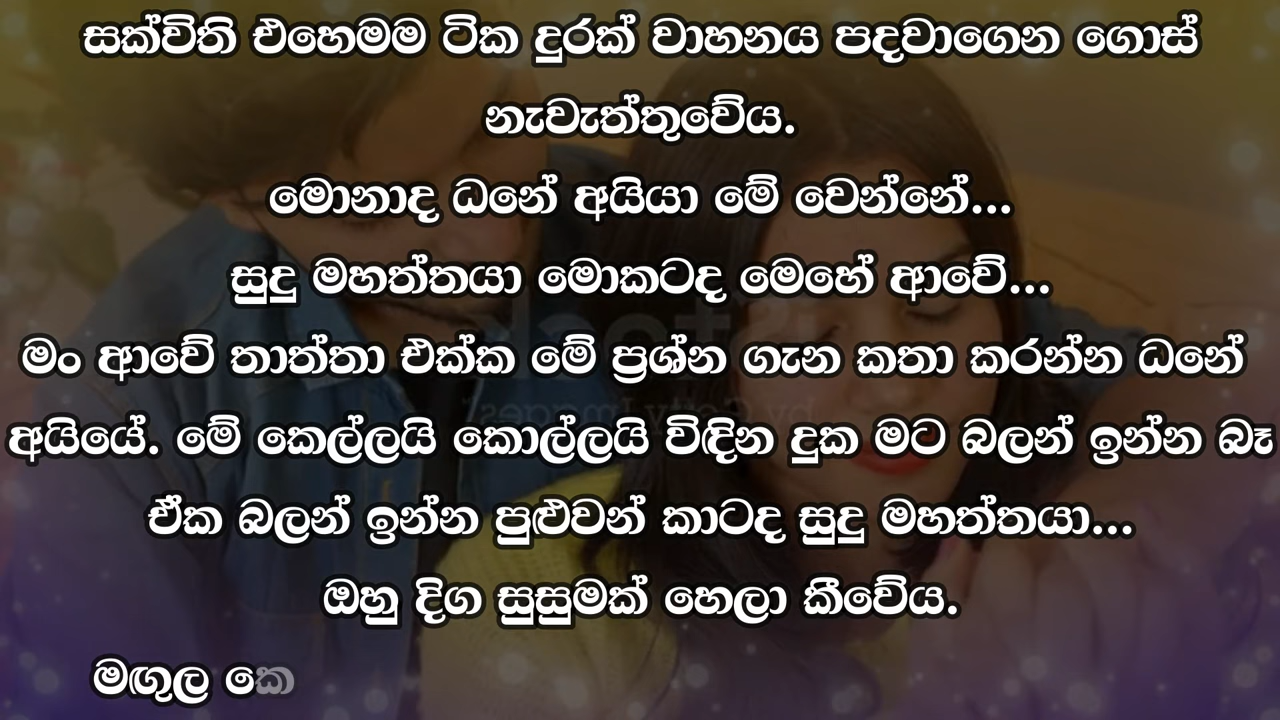 සක්විති එහෙමම ටික දුරක් වාහනය පදවාගෙන ගොස්
නැවැත්තුවේය.
මොනාද ධනේ අයියා මේ වෙන්නේ...
සුදු මහත්තයා මොකටද මෙහේ ආවේ...
මං ආවේ තාත්තා එක්ක මේ ප්‍රශ්න ගැන කතා කරන්න ධනේ
අයියේ. මේ කෙල්ලයි කොල්ලයි විඳින දුක මට බලන් ඉන්න බෑ
ඒක බලන් ඉන්න පුළුවන් කාටද සුදු මහත්තයා...
ඔහු දිග සුසුමක් හෙලා කීවේය.
මඟුල කෙ